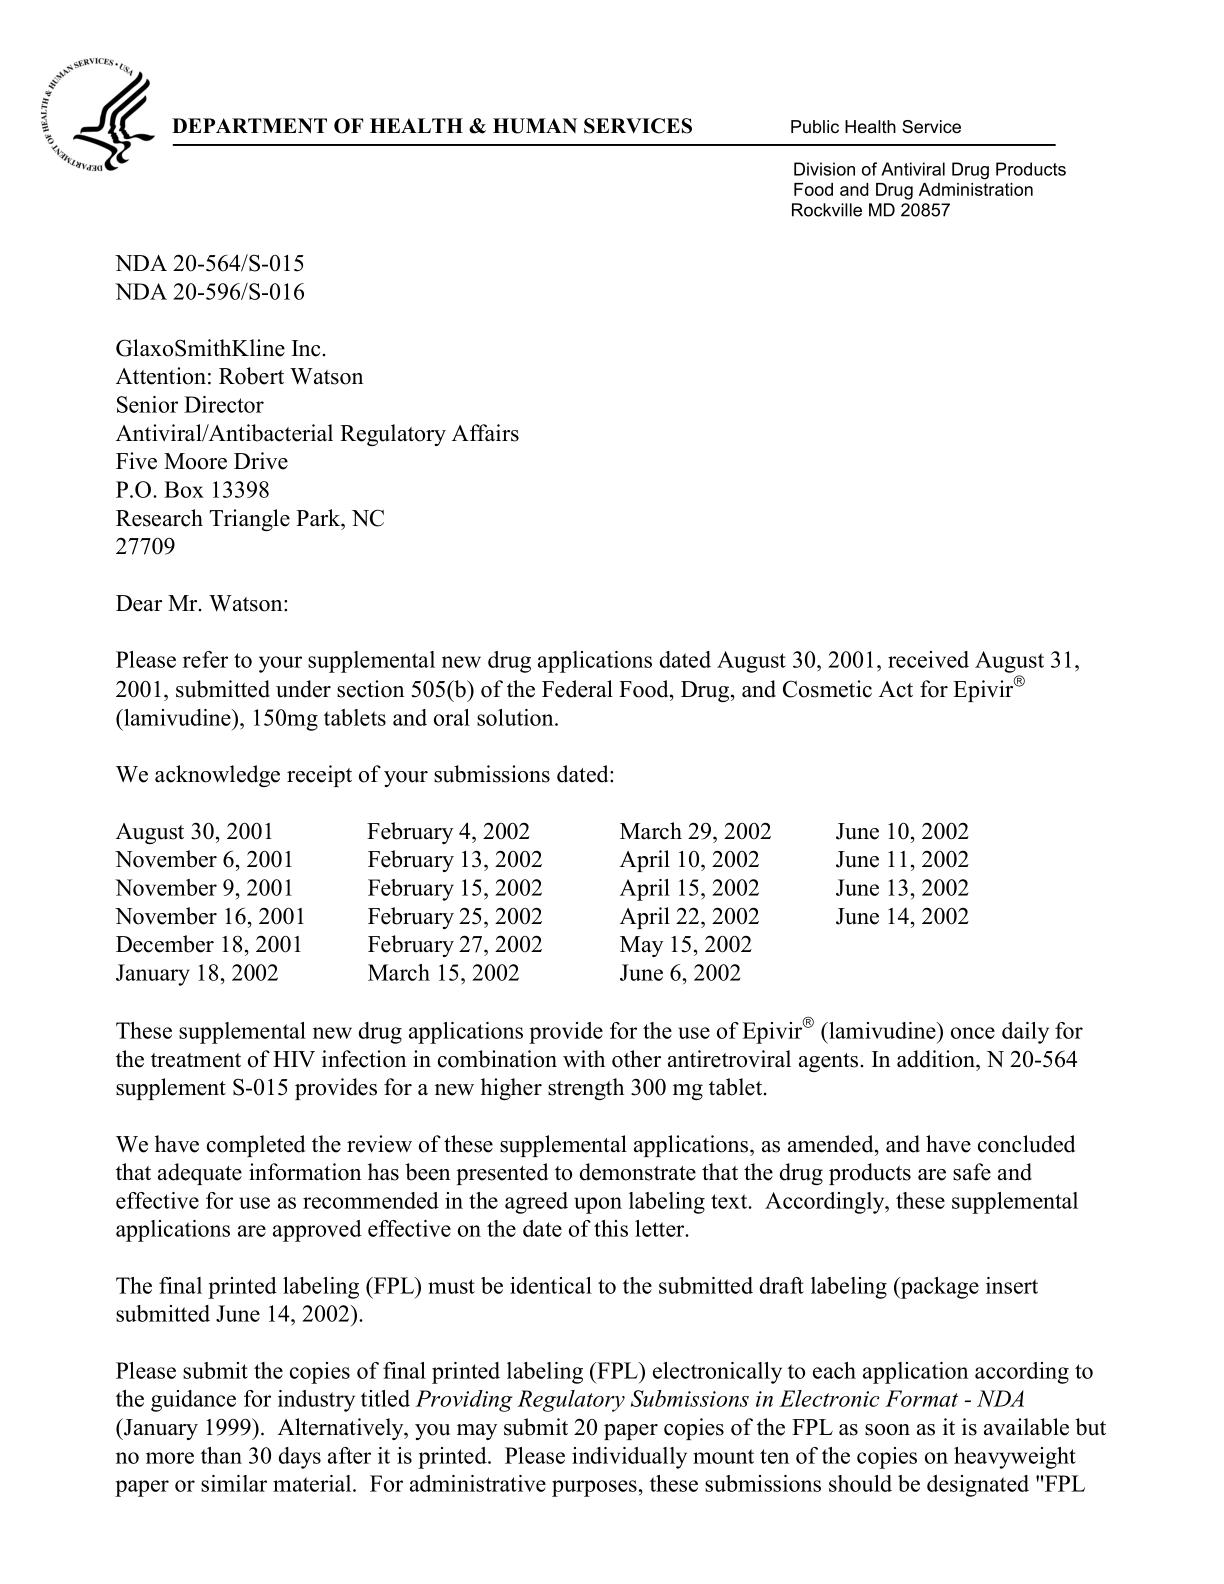 DEPARTMENT OF HEALTH & HUMAN SERVICES • USA
DEPARTMENT OF HEALTH & HUMAN SERVICES Public Health Service
Division of Antiviral Drug Products
Food and Drug Administration
Rockville MD 20857
NDA 20-564/S-015
NDA 20-596/S-016
GlaxoSmithKline Inc.
Attention: Robert Watson
Senior Director
Antiviral/Antibacterial Regulatory Affairs
Five Moore Drive
P.O. Box 13398
Research Triangle Park, NC
27709
Dear Mr. Watson:
Please refer to your supplemental new drug applications dated August 30, 2001, received August 31,
2001, submitted under section 505(b) of the Federal Food, Drug, and Cosmetic Act for Epivir®
(lamivudine), 150mg tablets and oral solution.
We acknowledge receipt of your submissions dated:
August 30, 2001 February 4, 2002 March 29, 2002 June 10, 2002
November 6, 2001 February 13, 2002 April 10, 2002 June 11, 2002
November 9, 2001 February 15, 2002 April 15, 2002 June 13, 2002
November 16, 2001 February 25, 2002 April 22, 2002 June 14, 2002
December 18, 2001 February 27, 2002 May 15, 2002
January 18, 2002 March 15, 2002 June 6, 2002
These supplemental new drug applications provide for the use of Epivir® (lamivudine) once daily for
the treatment of HIV infection in combination with other antiretroviral agents. In addition, N 20-564
supplement S-015 provides for a new higher strength 300 mg tablet.
We have completed the review of these supplemental applications, as amended, and have concluded
that adequate information has been presented to demonstrate that the drug products are safe and
effective for use as recommended in the agreed upon labeling text. Accordingly, these supplemental
applications are approved effective on the date of this letter.
The final printed labeling (FPL) must be identical to the submitted draft labeling (package insert
submitted June 14, 2002).
Please submit the copies of final printed labeling (FPL) electronically to each application according to
the guidance for industry titled Providing Regulatory Submissions in Electronic Format - NDA
(January 1999). Alternatively, you may submit 20 paper copies of the FPL as soon as it is available but
no more than 30 days after it is printed. Please individually mount ten of the copies on heavyweight
paper or similar material. For administrative purposes, these submissions should be designated "FPL